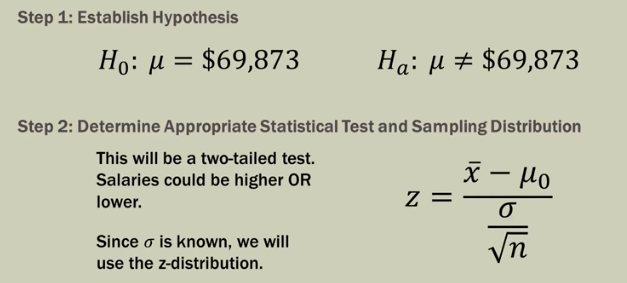 Step 1: Establish Hypothesis
H₀: μ = $69,873    Hₐ: μ ≠ $69,873
Step 2: Determine Appropriate Statistical Test and Sampling Distribution
This will be a two-tailed test.
Salaries could be higher OR
lower.
Since σ is known, we will
use the z-distribution.
z = (x̄ − μ₀) / (σ / √n)